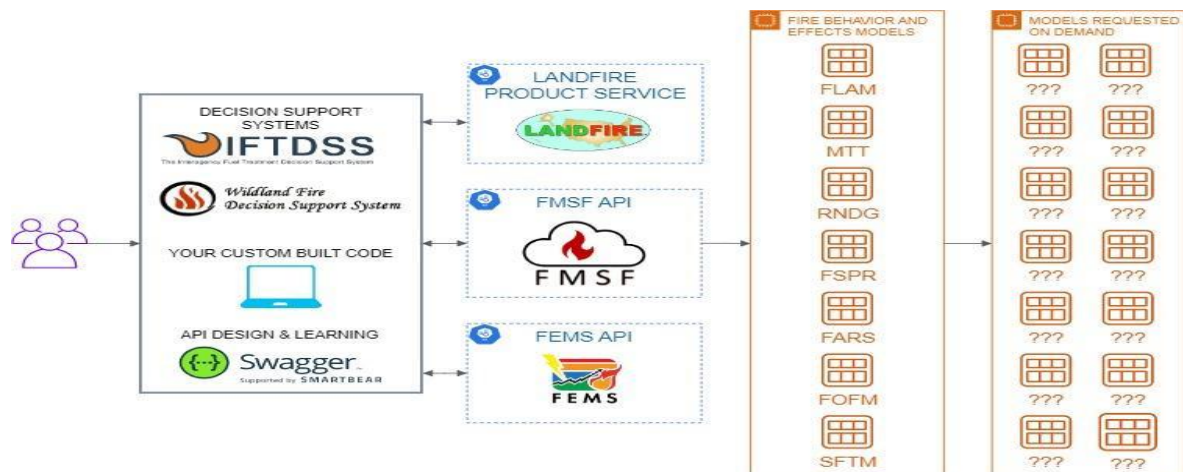 DECISION SUPPORT
SYSTEMS
IFTDSS
The Interagency Fuel Treatment Decision Support System
Wildland Fire
Decision Support System
YOUR CUSTOM BUILT CODE
API DESIGN & LEARNING
{··}
Swagger
Supported by SMARTBEAR
LANDFIRE
PRODUCT SERVICE
LANDFIRE
FMSF API
FMSF
FEMS API
FEMS
FIRE BEHAVIOR AND
EFFECTS MODELS
FLAM
MTT
RNDG
FSPR
FARS
FOFM
SFTM
MODELS REQUESTED
ON DEMAND
??? ???
??? ???
??? ???
??? ???
??? ???
??? ???
??? ???